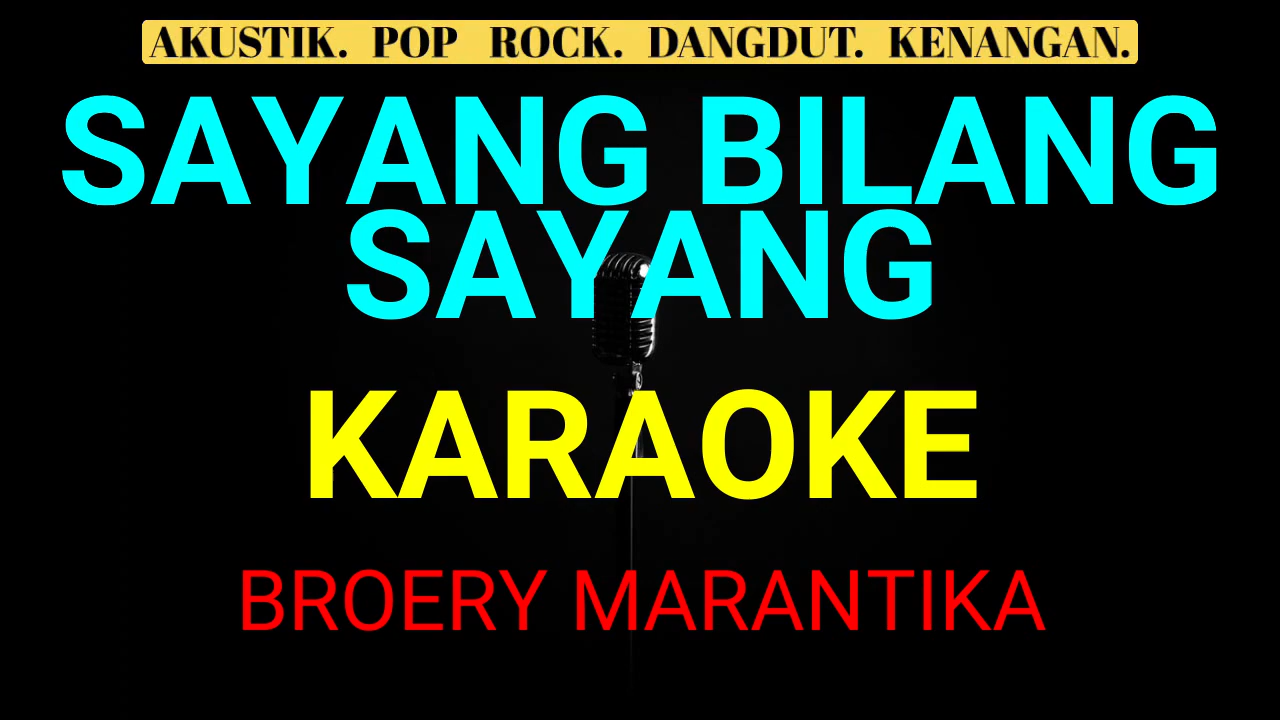 AKUSTIK. POP ROCK. DANGDUT. KENANGAN.
SAYANG BILANG
SAYANG
KARAOKE
BROERY MARANTIKA